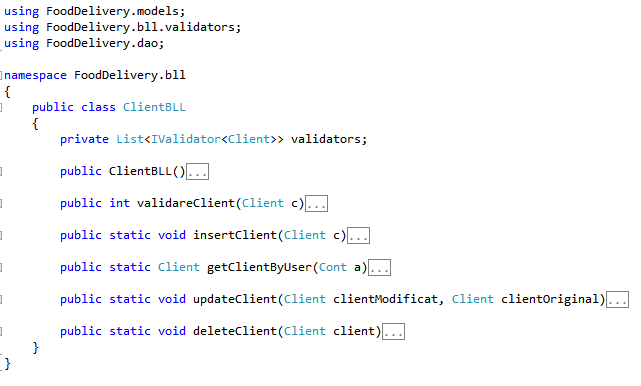 using FoodDelivery.models;
using FoodDelivery.bll.validators;
using FoodDelivery.dao;
namespace FoodDelivery.bll
{
public class ClientBLL
{
private List<IValidator<Client>> validators;
public ClientBLL()...
public int validareClient(Client c)...
public static void insertClient(Client c)...
public static Client getClientByUser(Cont a)...
public static void updateClient(Client clientModificat, Client clientOriginal)...
public static void deleteClient(Client client)...
}
}